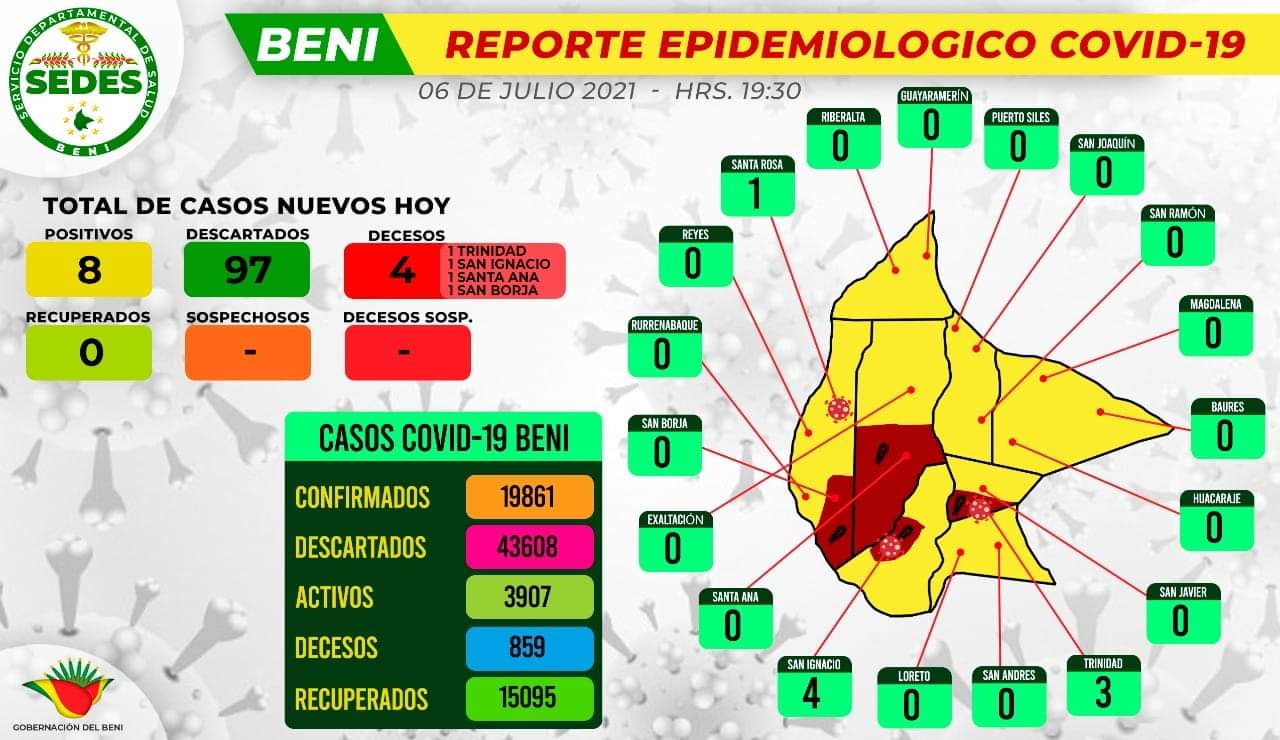 SERVICIO DEPARTAMENTAL DE SALUD
SEDES
BENI
BENI
REPORTE EPIDEMIOLOGICO COVID-19
06 DE JULIO 2021 - HRS. 19:30
TOTAL DE CASOS NUEVOS HOY
POSITIVOS
8
DESCARTADOS
97
DECESOS
4
1 TRINIDAD
1 SAN IGNACIO
1 SANTA ANA
1 SAN BORJA
RECUPERADOS
0
SOSPECHOSOS
-
DECESOS SOSP.
-
CASOS COVID-19 BENI
CONFIRMADOS 19861
DESCARTADOS 43608
ACTIVOS 3907
DECESOS 859
RECUPERADOS 15095
GOBERNACIÓN DEL BENI
GUAYARAMERÍN
0
RIBERALTA
0
PUERTO SILES
0
SAN JOAQUÍN
0
SANTA ROSA
1
SAN RAMÓN
0
REYES
0
MAGDALENA
0
RURRENABAQUE
0
BAURES
0
SAN BORJA
0
HUACARAJE
0
EXALTACIÓN
0
SAN JAVIER
0
SANTA ANA
0
SAN IGNACIO
4
LORETO
0
SAN ANDRES
0
TRINIDAD
3